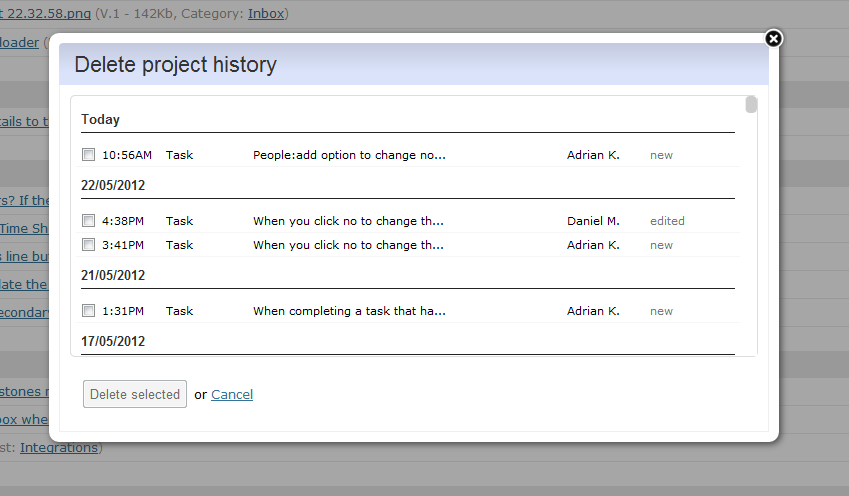 t 22.32.58.png (V.1 - 142Kb, Category: Inbox)
loader (
Delete project history
Today
10:56AM Task People:add option to change no... Adrian K. new
22/05/2012
4:38PM Task When you click no to change th... Daniel M. edited
3:41PM Task When you click no to change th... Adrian K. new
21/05/2012
1:31PM Task When completing a task that ha... Adrian K. new
17/05/2012
Delete selected or Cancel
ails to t
s? If the
Time Sh
s line bu
late the
econdary
stones
box whe
st: Integrations)